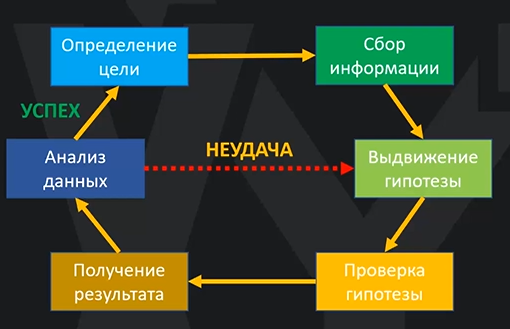 Определение
цели
Сбор
информации
УСПЕХ
НЕУДАЧА
Анализ
данных
Выдвижение
гипотезы
Получение
результата
Проверка
гипотезы